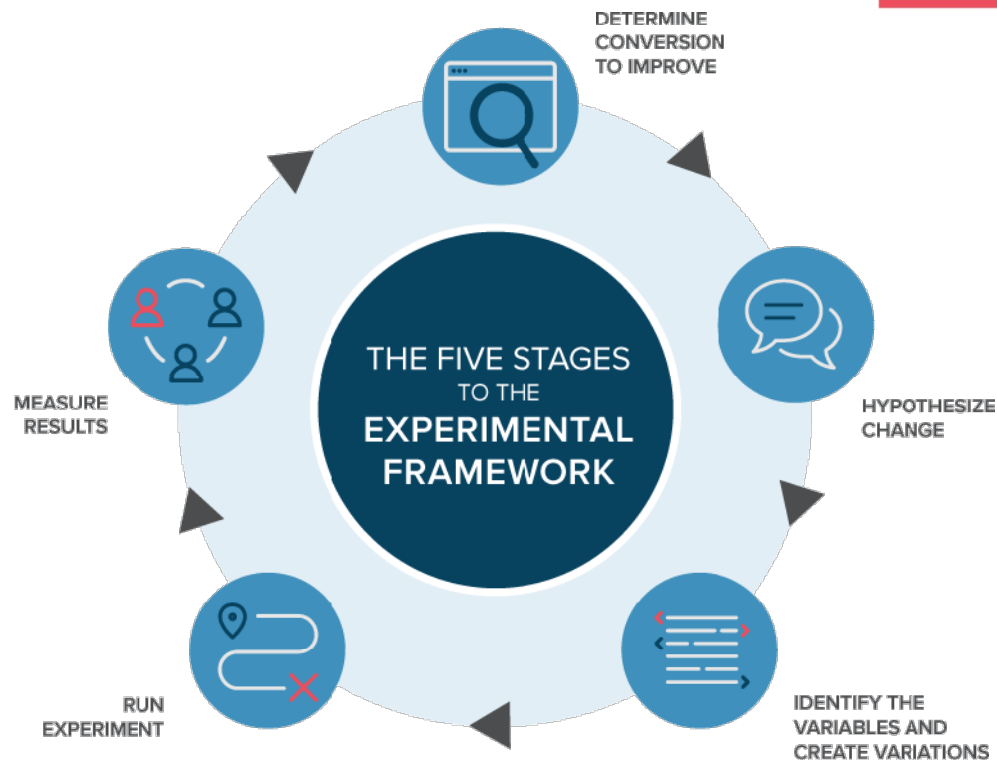 DETERMINE
CONVERSION
TO IMPROVE
HYPOTHESIZE
CHANGE
IDENTIFY THE
VARIABLES AND
CREATE VARIATIONS
RUN
EXPERIMENT
MEASURE
RESULTS
THE FIVE STAGES
TO THE
EXPERIMENTAL
FRAMEWORK